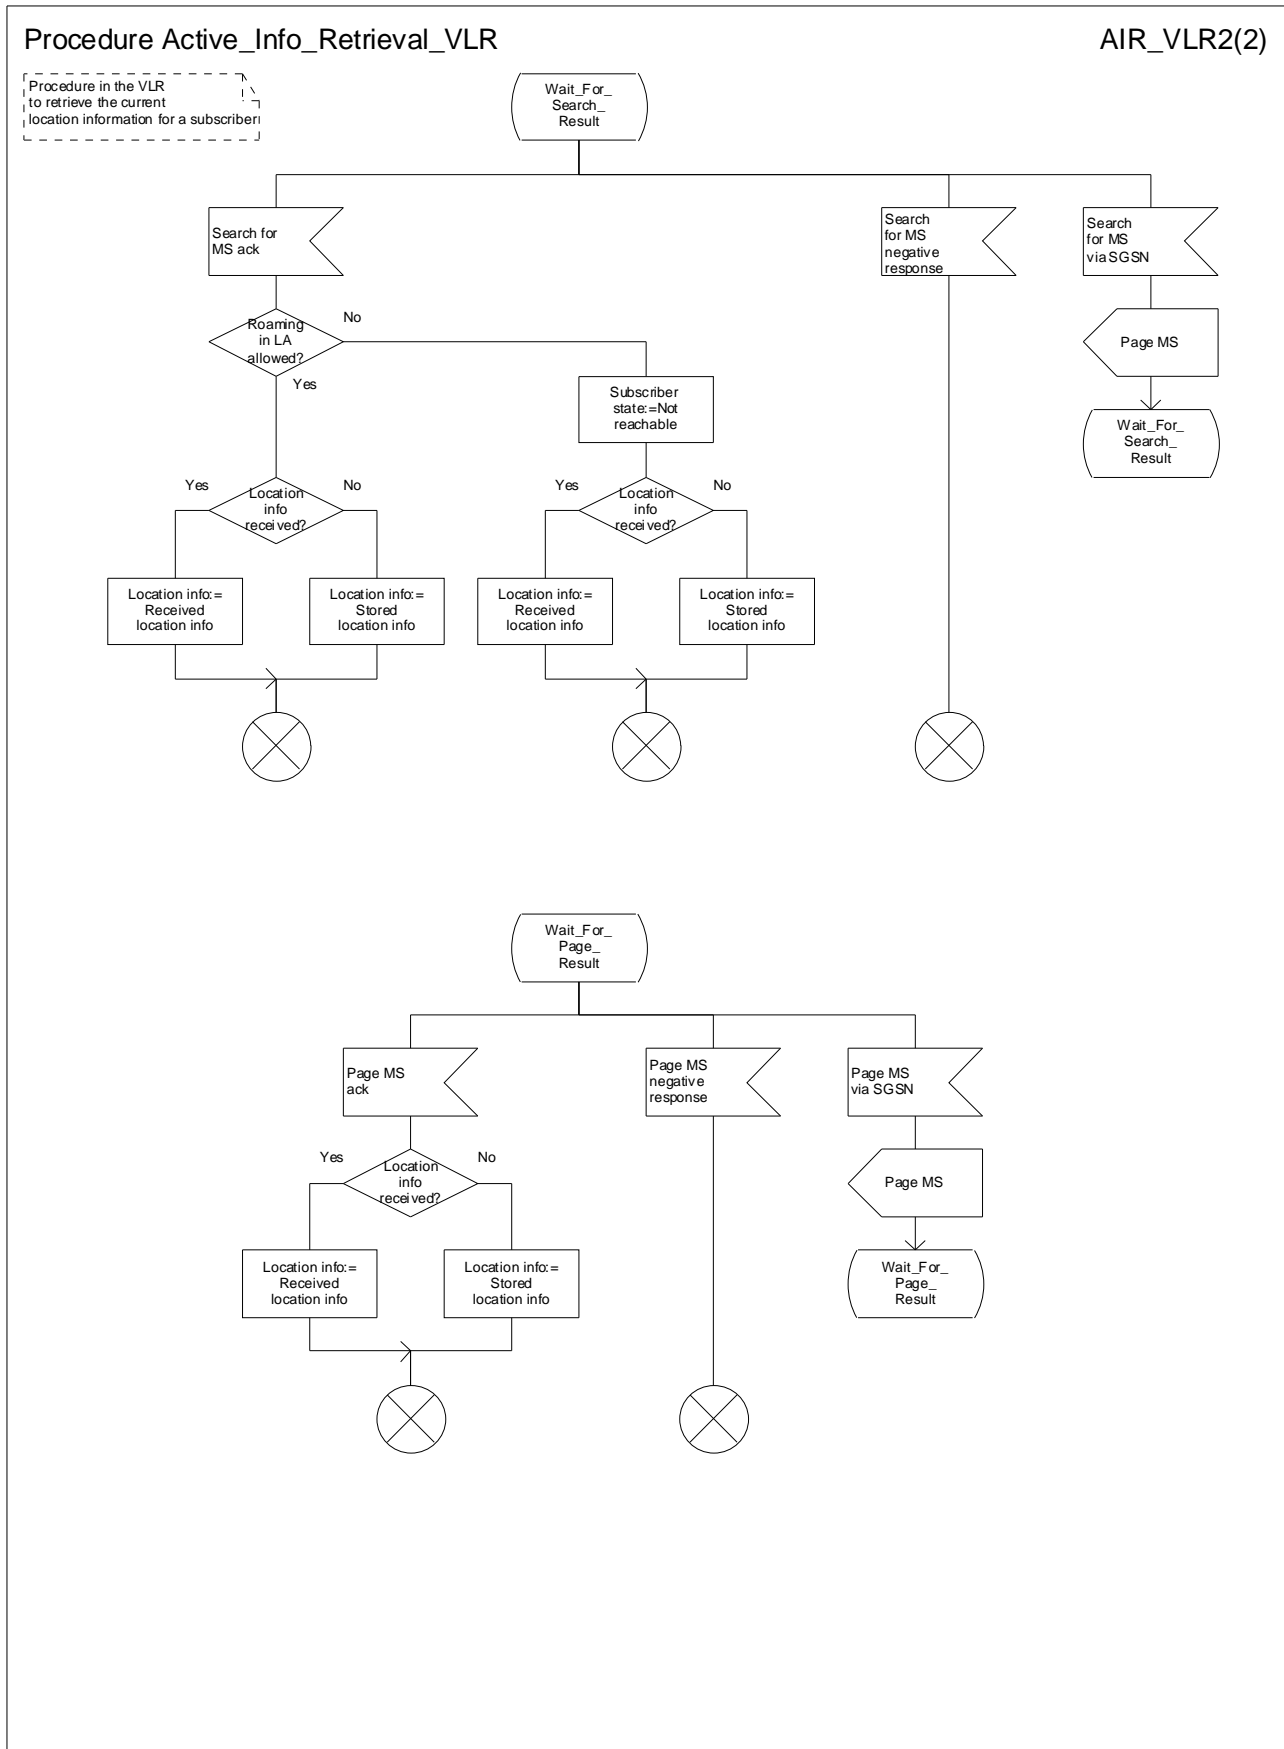 Procedure Active_Info_Retrieval_VLR
AIR_VLR2(2)
Procedure in the VLR
to retrieve the current
location information for a subscriber
Wait_For_
Search_
Result
Search for
MS ack
Search
for MS
negative
response
Search
for MS
via SGSN
Roaming
in LA
allowed?
No
Yes
Page MS
Subscriber
state:=Not
reachable
Wait_For_
Search_
Result
Yes
Location
info
received?
No
Yes
Location
info
received?
No
Location info:=
Received
location info
Location info:=
Stored
location info
Location info:=
Received
location info
Location info:=
Stored
location info
Wait_For_
Page_
Result
Page MS
ack
Page MS
negative
response
Page MS
via SGSN
Yes
Location
info
received?
No
Page MS
Location info:=
Received
location info
Location info:=
Stored
location info
Wait_For_
Page_
Result